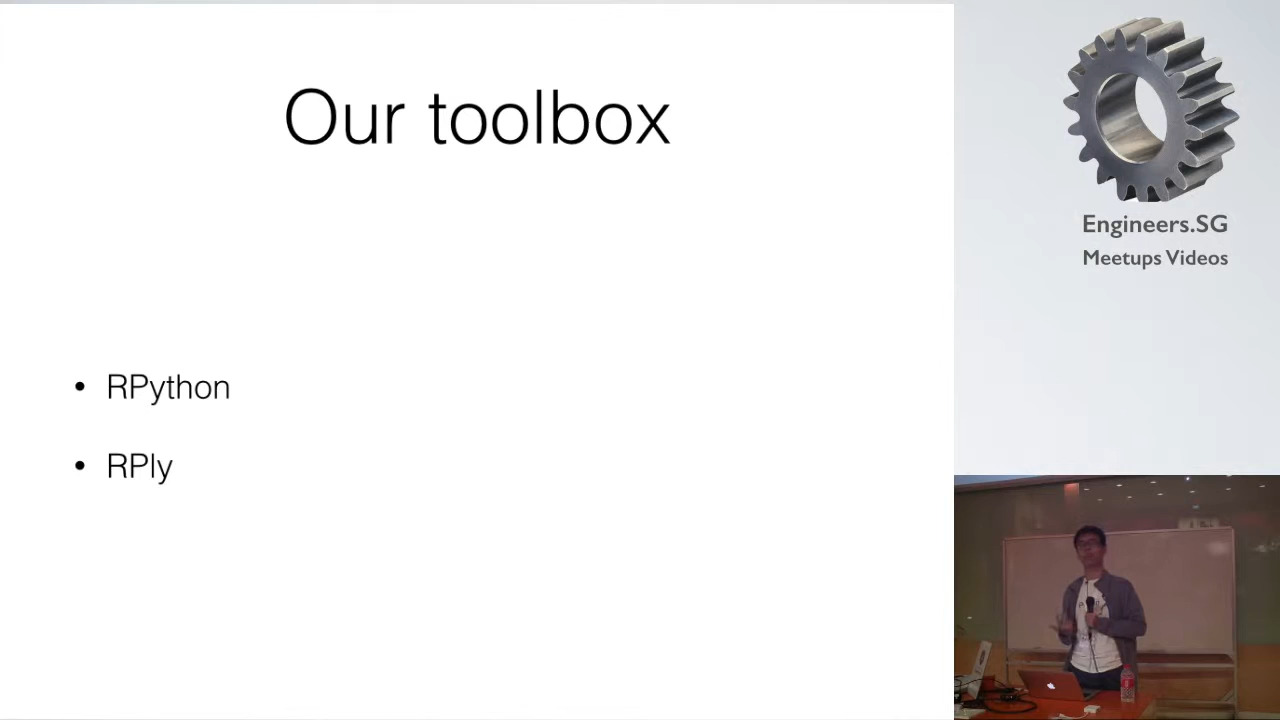 Our toolbox
• RPython
• RPly
Engineers.SG
Meetups Videos